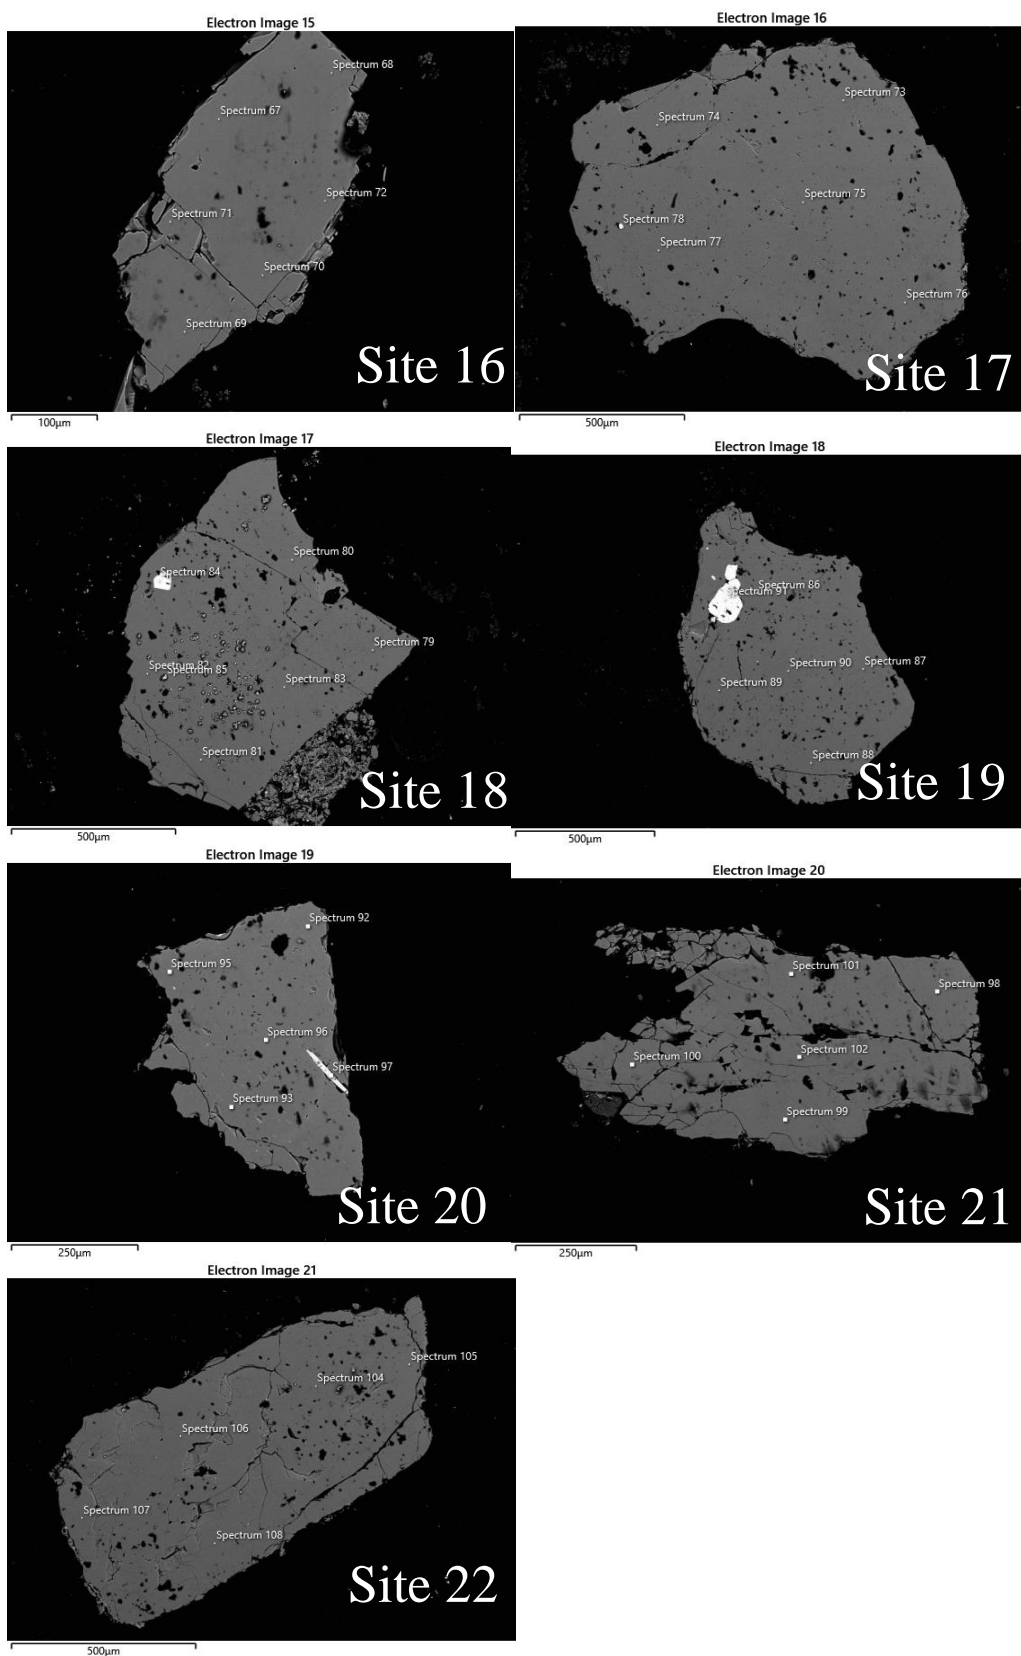 Electron Image 15
Spectrum 68
Spectrum 67
Spectrum 72
Spectrum 71
Spectrum 70
Spectrum 69
Site 16
100µm
Electron Image 16
Spectrum 73
Spectrum 74
Spectrum 75
Spectrum 78
Spectrum 77
Spectrum 76
Site 17
500µm
Electron Image 17
Spectrum 80
Spectrum 84
Spectrum 79
Spectrum 82
Spectrum 85
Spectrum 83
Spectrum 81
Site 18
500µm
Electron Image 18
Spectrum 86
Spectrum 91
Spectrum 90
Spectrum 87
Spectrum 89
Spectrum 88
Site 19
500µm
Electron Image 19
Spectrum 92
Spectrum 95
Spectrum 96
Spectrum 97
Spectrum 93
Site 20
250µm
Electron Image 20
Spectrum 101
Spectrum 98
Spectrum 100
Spectrum 102
Spectrum 99
Site 21
250µm
Electron Image 21
Spectrum 105
Spectrum 104
Spectrum 106
Spectrum 107
Spectrum 108
Site 22
500µm